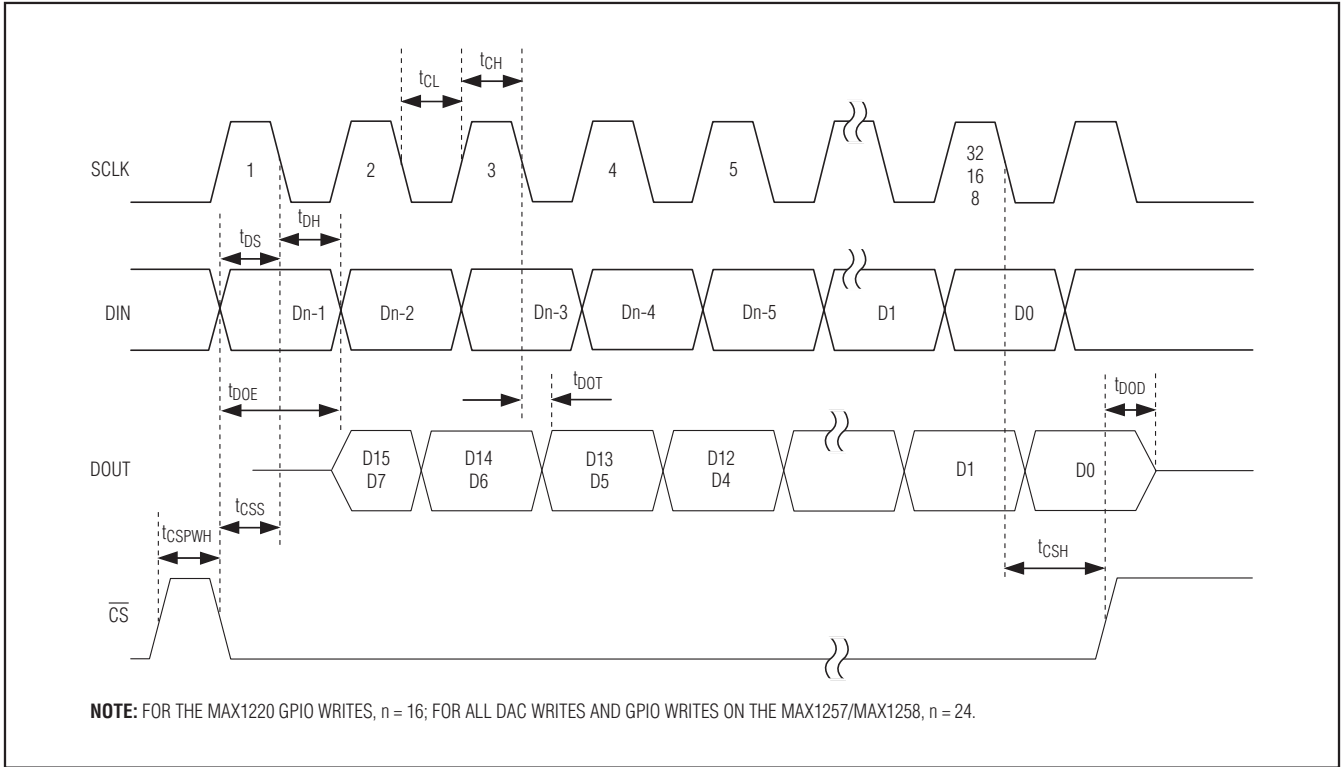 tCL
tCH
SCLK
1
2
3
4
5
32
16
8
tDH
tDS
DIN
Dn-1
Dn-2
Dn-3
Dn-4
Dn-5
D1
D0
tDOE
tDOT
tDOD
DOUT
D15
D7
D14
D6
D13
D5
D12
D4
D1
D0
tCSS
tCSPWH
tCSH
CS
NOTE: FOR THE MAX1220 GPIO WRITES, n = 16; FOR ALL DAC WRITES AND GPIO WRITES ON THE MAX1257/MAX1258, n = 24.